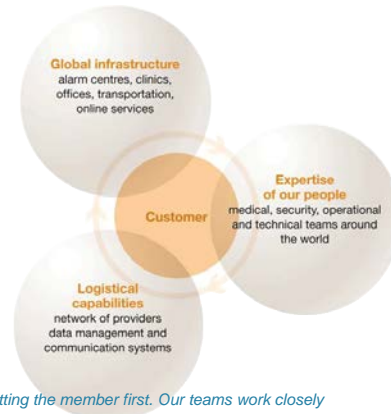 Global infrastructure
alarm centres, clinics,
offices, transportation,
online services
Expertise
of our people
medical, security, operational
and technical teams around
the world
Customer
Logistical
capabilities
network of providers
data management and
communication systems
the member first. Our teams work closely